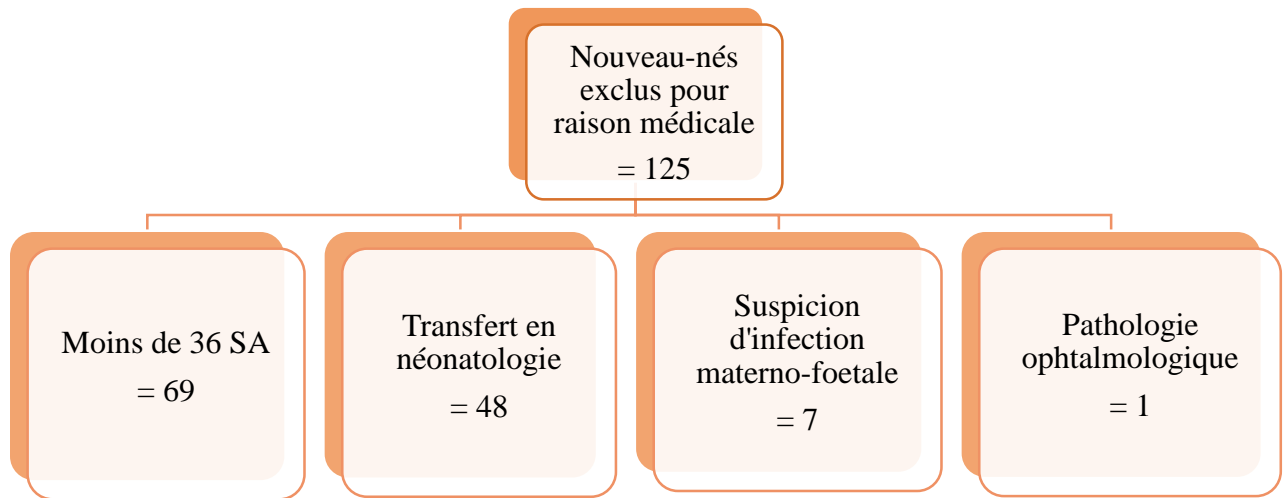 Nouveau-nés
exclus pour
raison médicale
= 125
Moins de 36 SA
= 69
Transfert en
néonatologie
= 48
Suspicion
d'infection
materno-foetale
= 7
Pathologie
ophtalmologique
= 1